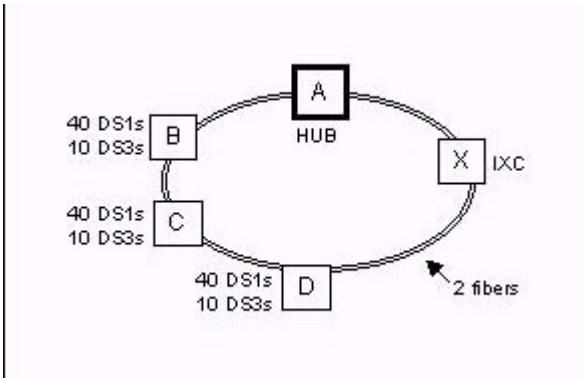 A
HUB
40 DS1s
10 DS3s
B
X
IXC
40 DS1s
10 DS3s
C
40 DS1s
10 DS3s
D
2 fibers